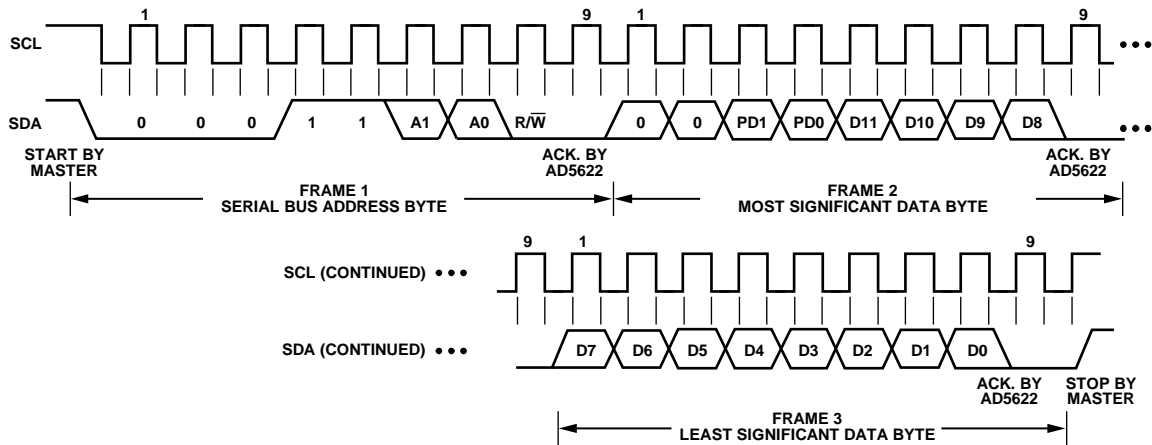 1 9 1 9
SCL
SDA 0 0 0 1 1 A1 A0 R/W̅ 0 0 PD1 PD0 D11 D10 D9 D8
START BY MASTER
ACK. BY AD5622
ACK. BY AD5622
FRAME 1
SERIAL BUS ADDRESS BYTE
FRAME 2
MOST SIGNIFICANT DATA BYTE
9 1 9
SCL (CONTINUED)
SDA (CONTINUED) D7 D6 D5 D4 D3 D2 D1 D0
ACK. BY AD5622
STOP BY MASTER
FRAME 3
LEAST SIGNIFICANT DATA BYTE